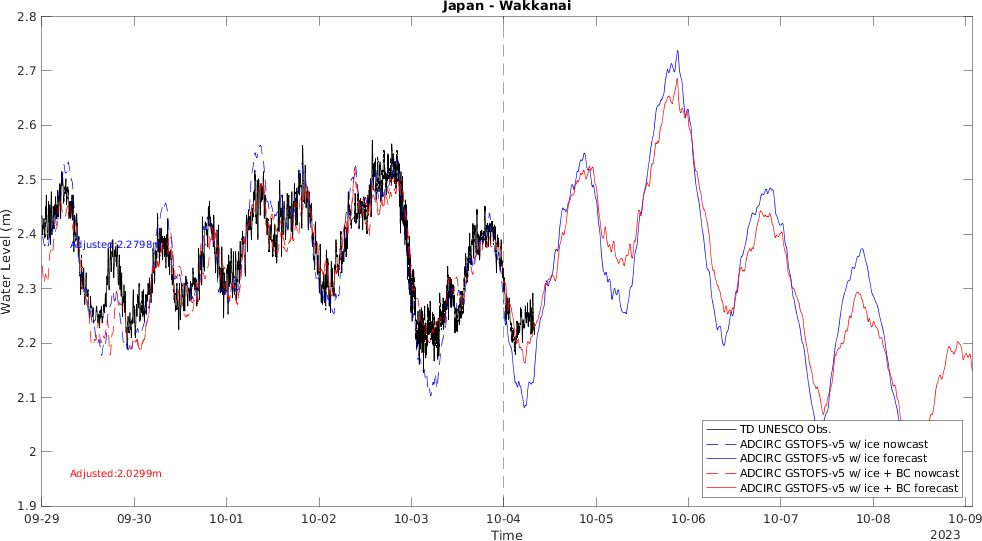 Japan - Wakkanai
2.8
2.7
2.6
2.5
2.4
2.3
2.2
2.1
2
1.9
Water Level (m)
Adjusted:2.2798m
Adjusted:2.0299m
TD UNESCO Obs.
ADCIRC GSTOFS-v5 w/ ice nowcast
ADCIRC GSTOFS-v5 w/ ice forecast
ADCIRC GSTOFS-v5 w/ ice + BC nowcast
ADCIRC GSTOFS-v5 w/ ice + BC forecast
09-29 09-30 10-01 10-02 10-03 10-04 10-05 10-06 10-07 10-08 10-09
Time
2023